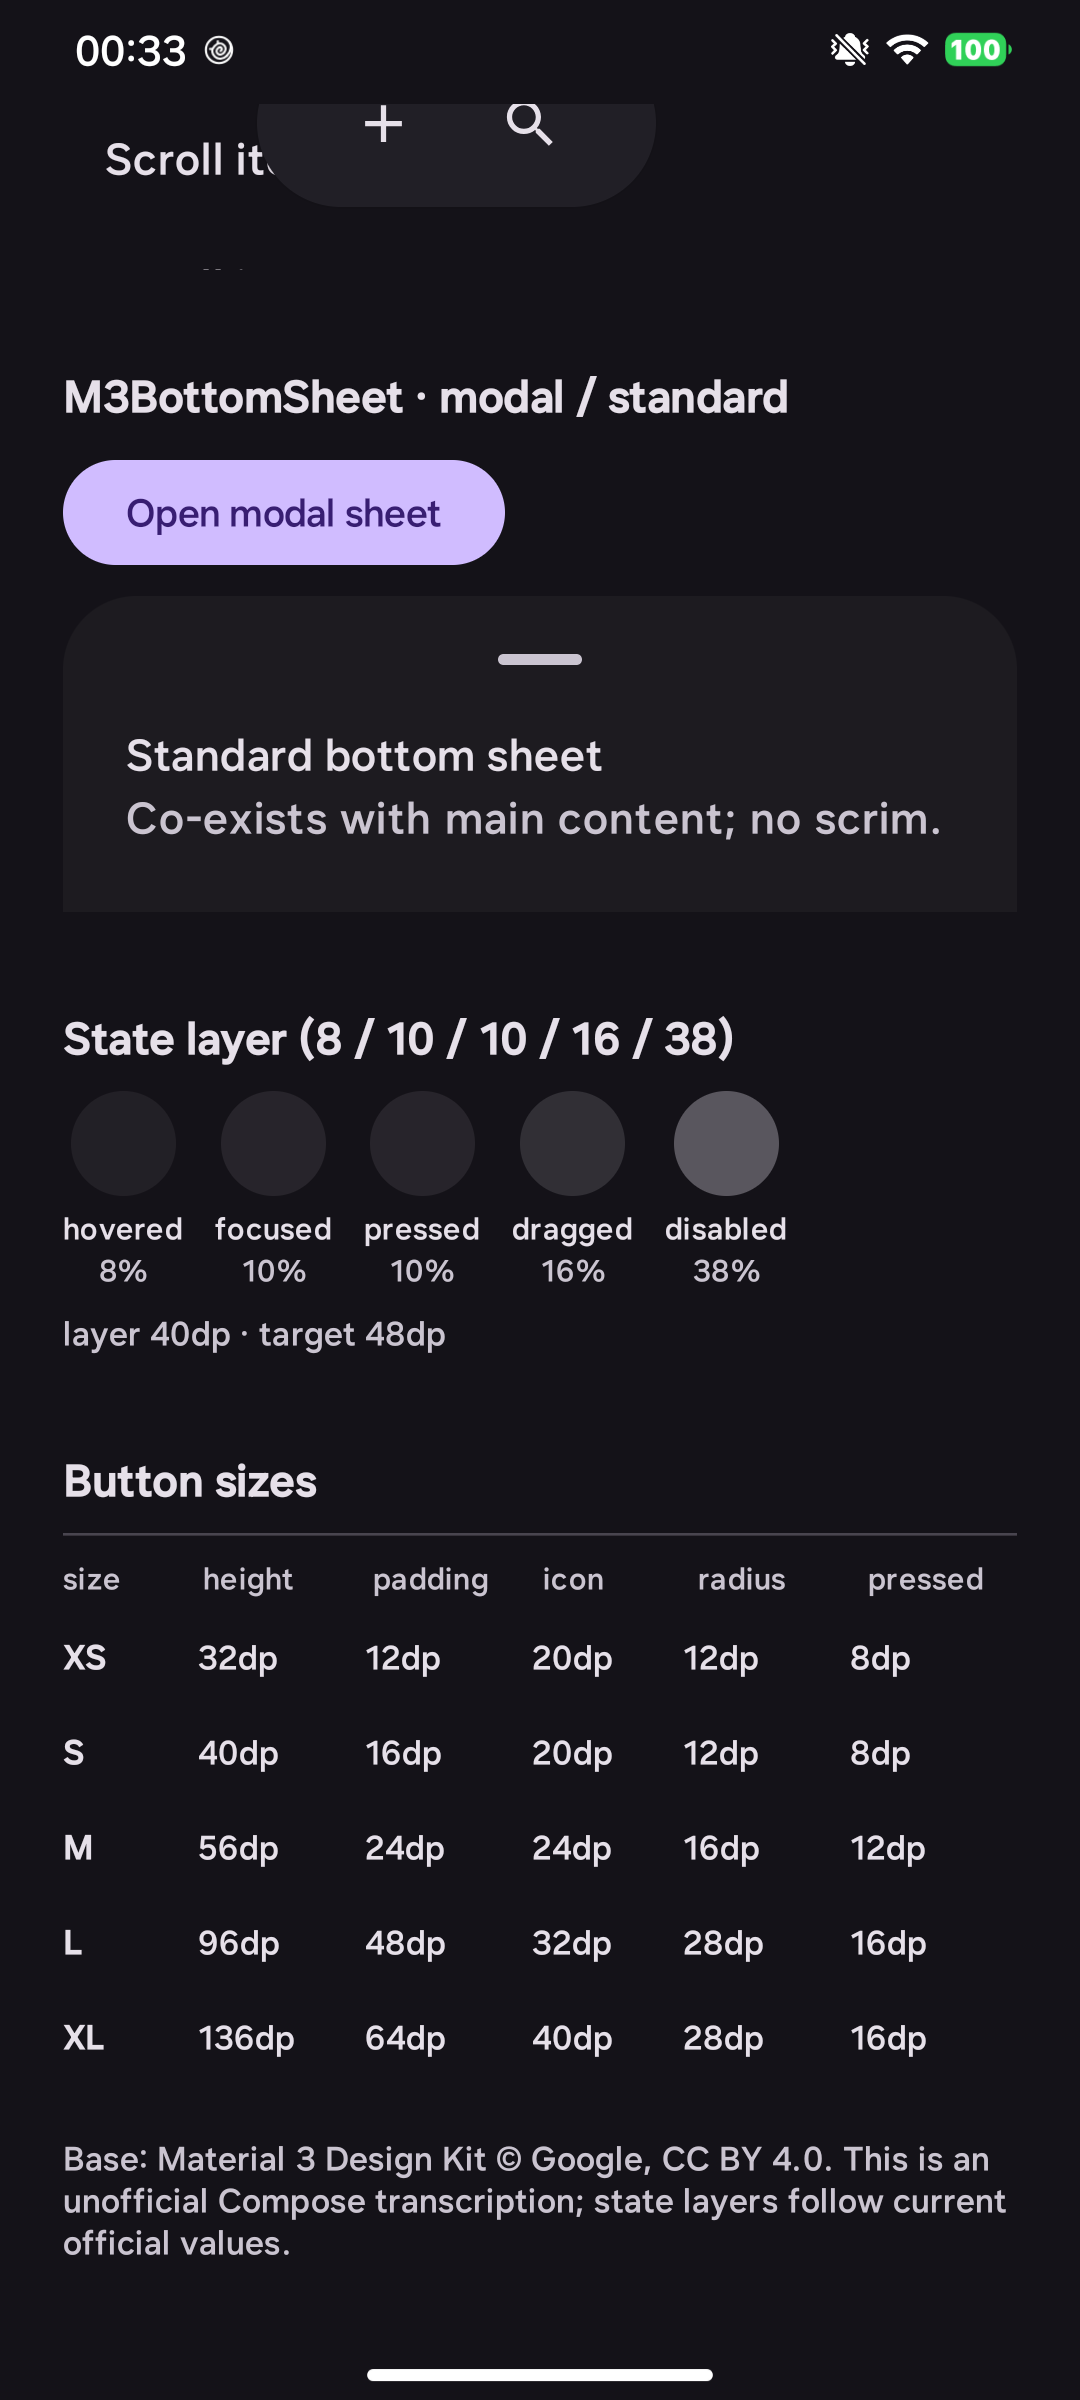 00:33
100
Scroll
M3BottomSheet · modal / standard
Open modal sheet
Standard bottom sheet
Co-exists with main content; no scrim.
State layer (8 / 10 / 10 / 16 / 38)
hovered focused pressed dragged disabled
8% 10% 10% 16% 38%
layer 40dp · target 48dp
Button sizes
size height padding icon radius pressed
XS 32dp 12dp 20dp 12dp 8dp
S 40dp 16dp 20dp 12dp 8dp
M 56dp 24dp 24dp 16dp 12dp
L 96dp 48dp 32dp 28dp 16dp
XL 136dp 64dp 40dp 28dp 16dp
Base: Material 3 Design Kit © Google, CC BY 4.0. This is an
unofficial Compose transcription; state layers follow current
official values.